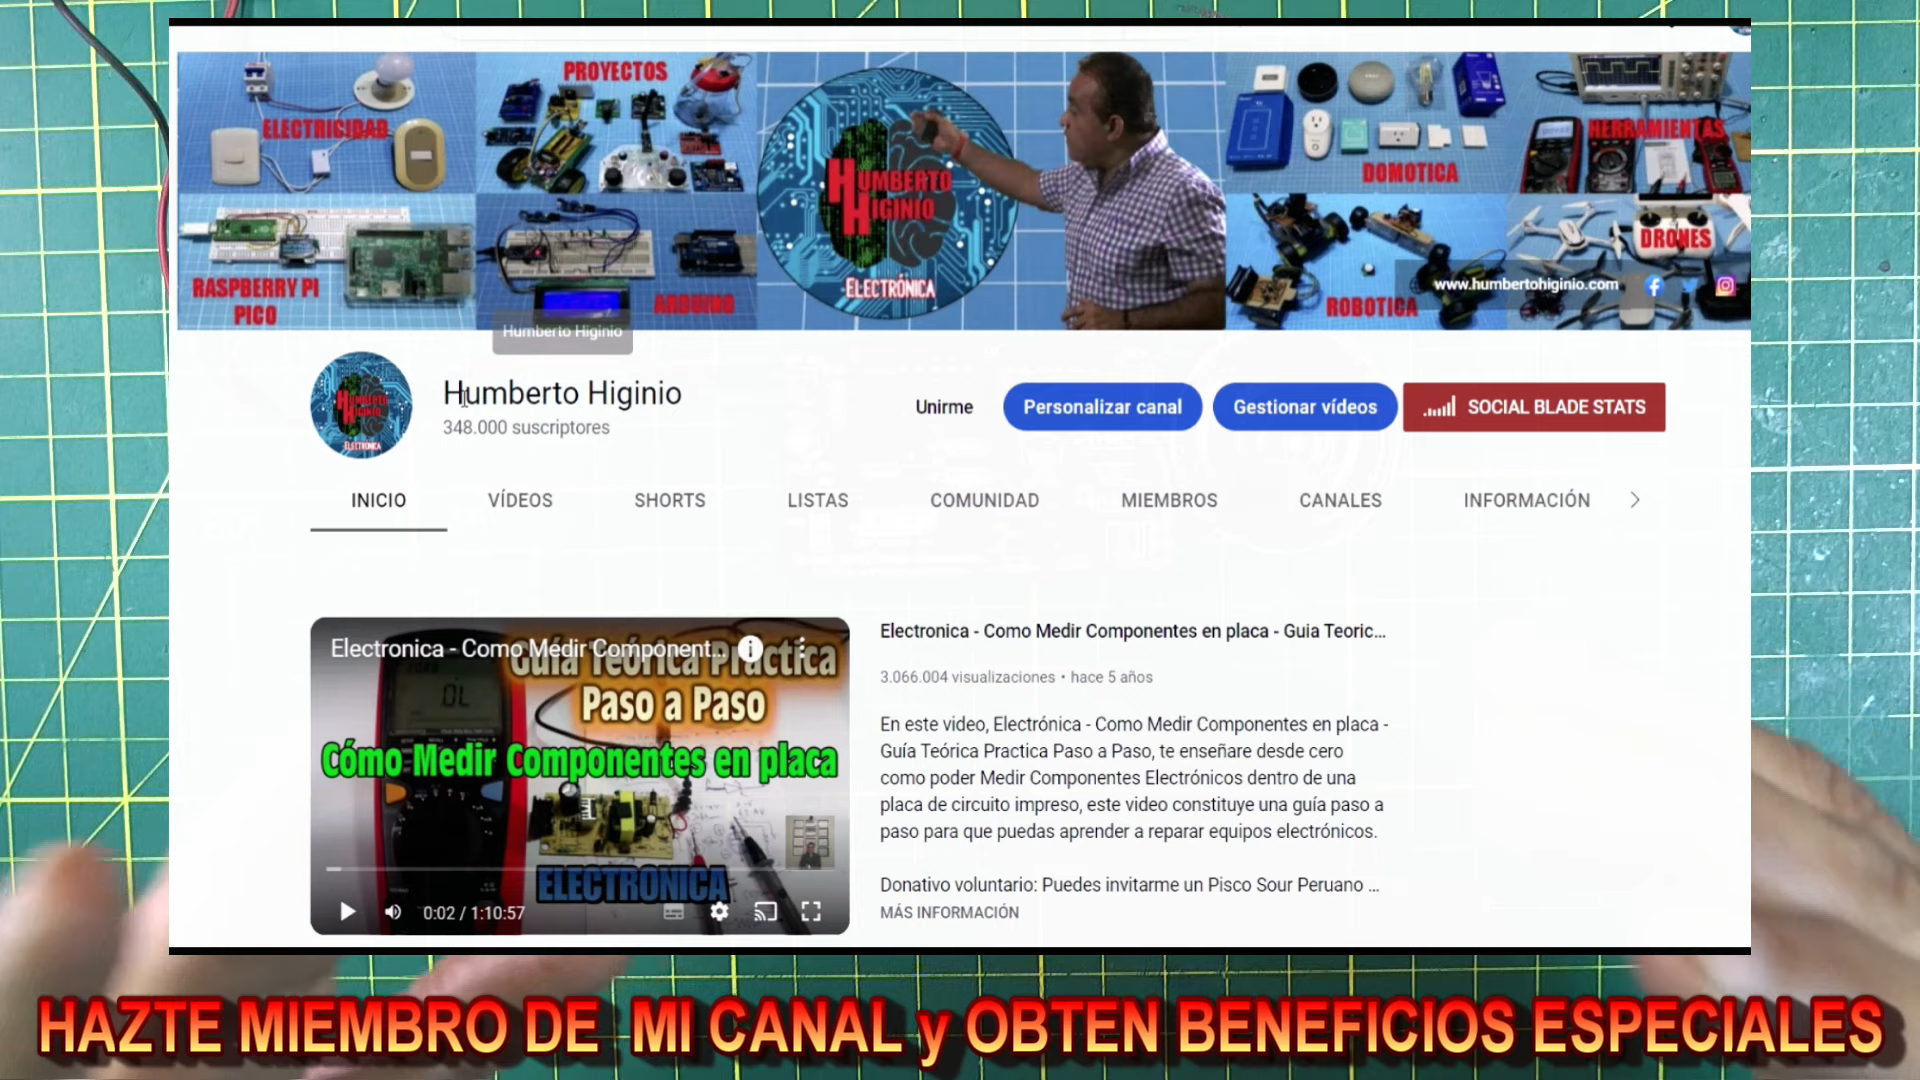 ELECTRICIDAD
PROYECTOS
HUMBERTO
HIGINIO
ELECTRÓNICA
DOMOTICA
HERRAMIENTAS
RASPBERRY PI
PICO
ARDUINO
ROBOTICA
DRONES
www.humbertohiginio.com
Humberto Higinio
HUMBERTO
HIGINIO
ELECTRONICA
Humberto Higinio
348.000 suscriptores
Unirme
Personalizar canal
Gestionar vídeos
SOCIAL BLADE STATS
INICIO
VÍDEOS
SHORTS
LISTAS
COMUNIDAD
MIEMBROS
CANALES
INFORMACIÓN
Electronica - Como Medir Component...
Guía Teórica Práctica
Paso a Paso
Cómo Medir Componentes en placa
OL
ELECTRONICA
0:02 / 1:10:57
Electronica - Como Medir Componentes en placa - Guia Teoric...
3.066.004 visualizaciones • hace 5 años
En este video, Electrónica - Como Medir Componentes en placa -
Guía Teórica Practica Paso a Paso, te enseñare desde cero
como poder Medir Componentes Electrónicos dentro de una
placa de circuito impreso, este video constituye una guía paso a
paso para que puedas aprender a reparar equipos electrónicos.
Donativo voluntario: Puedes invitarme un Pisco Sour Peruano ...
MÁS INFORMACIÓN
HAZTE MIEMBRO DE MI CANAL y OBTEN BENEFICIOS ESPECIALES